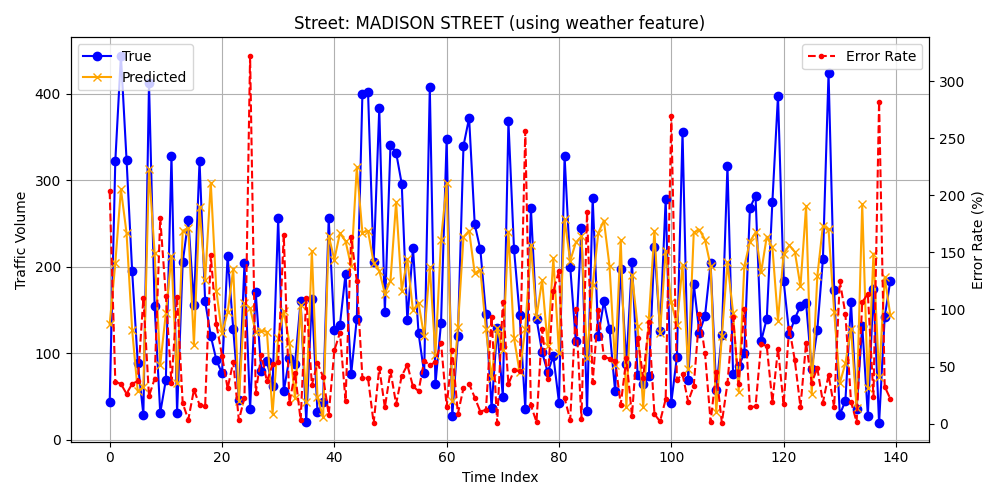 Street: MADISON STREET (using weather feature)
True
Predicted
Error Rate
Traffic Volume
400
300
200
100
0
300
250
200
150
100
50
0
Error Rate (%)
0 20 40 60 80 100 120 140
Time Index